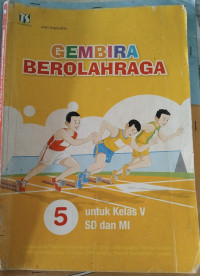 GEMBIRA
BEROLAHRAGA
5
untuk Kelas V
SD dan MI